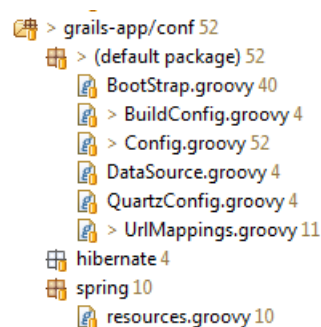 > grails-app/conf 52
> (default package) 52
BootStrap.groovy 40
> BuildConfig.groovy 4
> Config.groovy 52
DataSource.groovy 4
QuartzConfig.groovy 4
> UrlMappings.groovy 11
hibernate 4
spring 10
resources.groovy 10